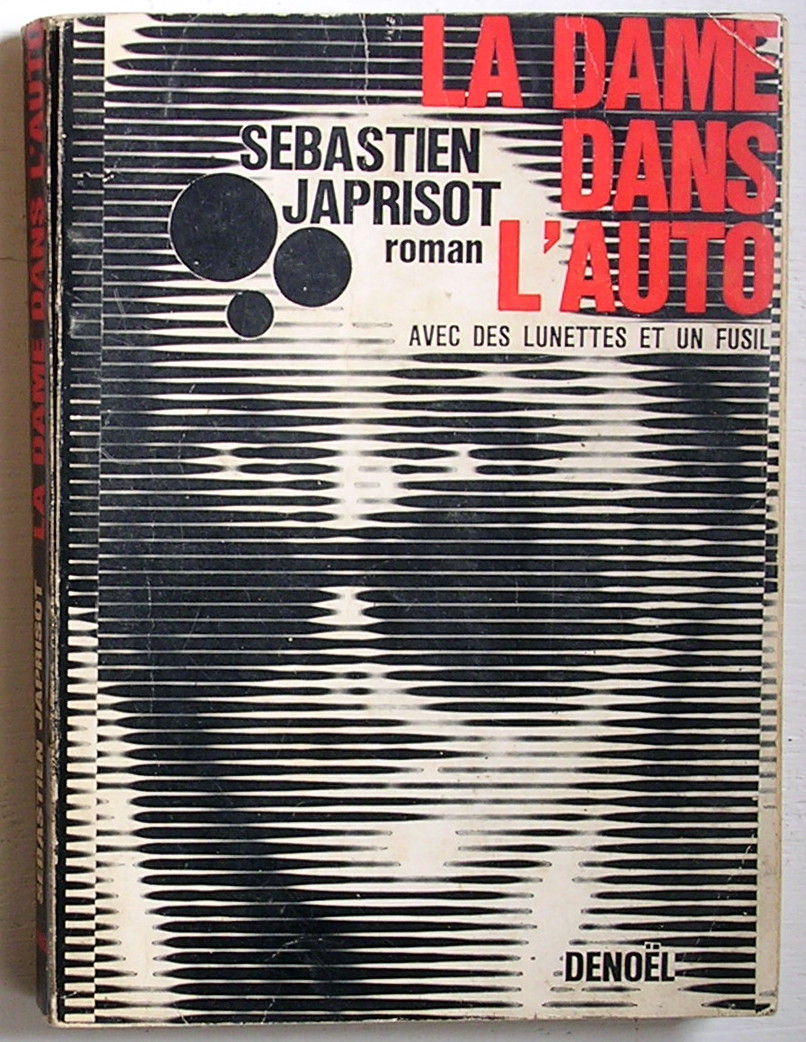 LA DAME
DANS
L'AUTO
AVEC DES LUNETTES ET UN FUSIL
SEBASTIEN
JAPRISOT
roman
DENOËL
SEBASTIEN JAPRISOT LA DAME DANS L'AUTO